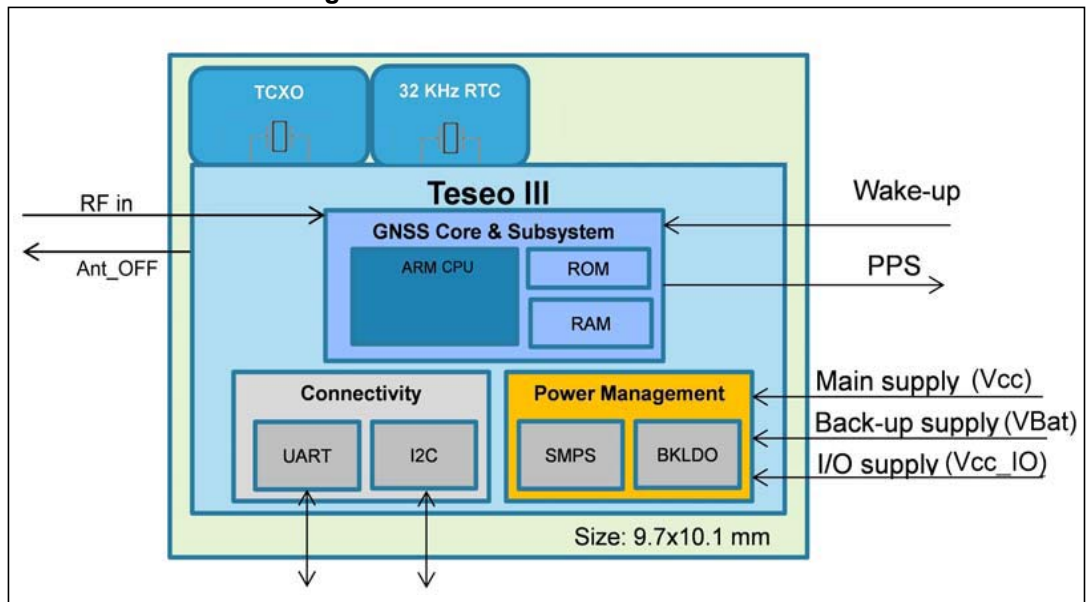 TCXO
32 KHz RTC
Teseo III
RF in
Wake-up
GNSS Core & Subsystem
Ant_OFF
ARM CPU
ROM
PPS
RAM
Connectivity
Power Management
Main supply (Vcc)
Back-up supply (VBat)
UART
I2C
SMPS
BKLDO
I/O supply (Vcc_IO)
Size: 9.7x10.1 mm